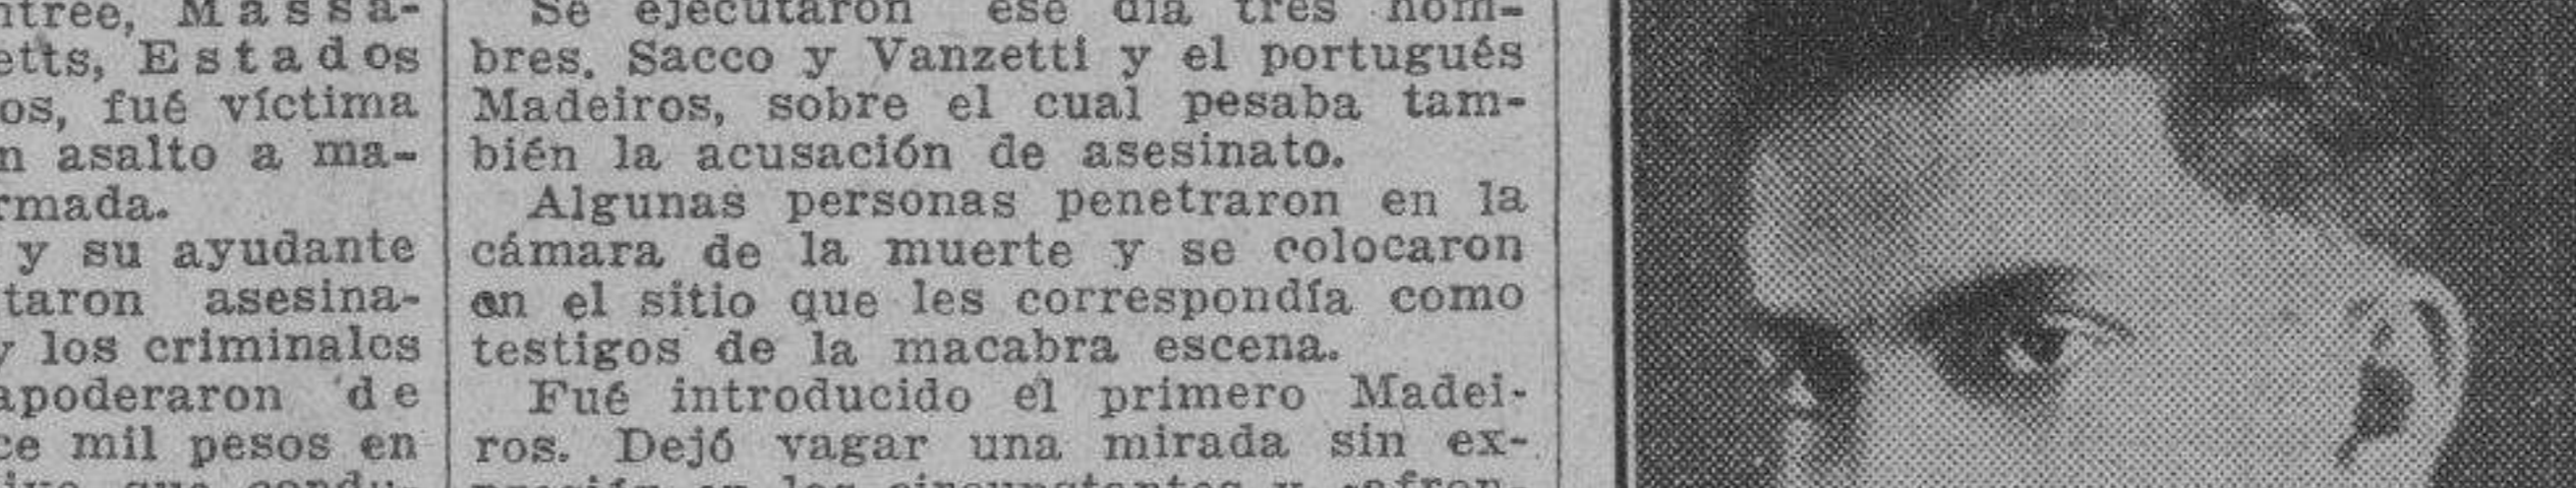 ntree, Massa-
etts, Estados
os, fué víctima
n asalto a ma-
rmada.
y su ayudante
taron asesina-
y los criminales
apoderaron de
ce mil pesos en
Se ejecutaron ese día tres hom-
bres. Sacco y Vanzetti y el portugués
Madeiros, sobre el cual pesaba tam-
bién la acusación de asesinato.
Algunas personas penetraron en la
cámara de la muerte y se colocaron
en el sitio que les correspondía como
testigos de la macabra escena.
Fué introducido el primero Madei-
ros. Dejó vagar una mirada sin ex-